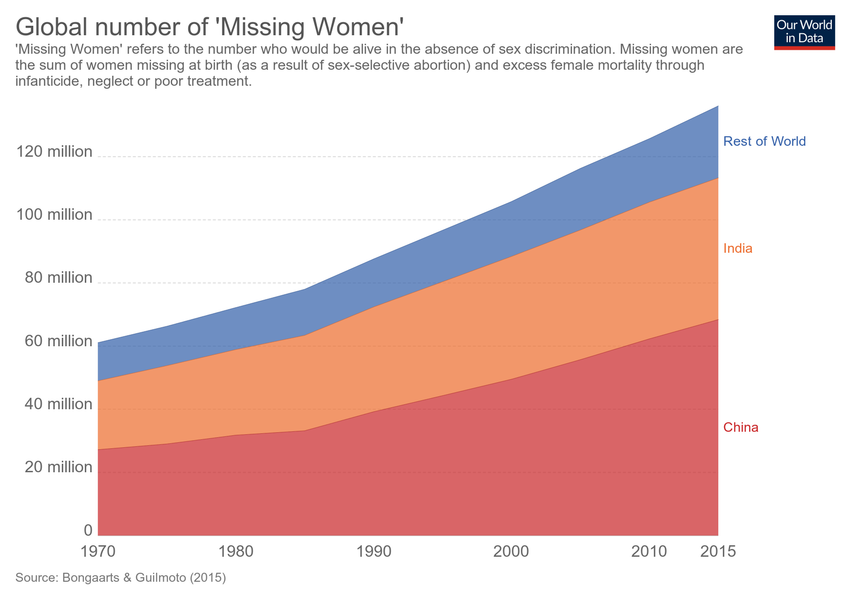 Global number of 'Missing Women'
Our World
in Data
'Missing Women' refers to the number who would be alive in the absence of sex discrimination. Missing women are
the sum of women missing at birth (as a result of sex-selective abortion) and excess female mortality through
infanticide, neglect or poor treatment.
120 million
100 million
80 million
60 million
40 million
20 million
0
Rest of World
India
China
1970
1980
1990
2000
2010
2015
Source: Bongaarts & Guilmoto (2015)